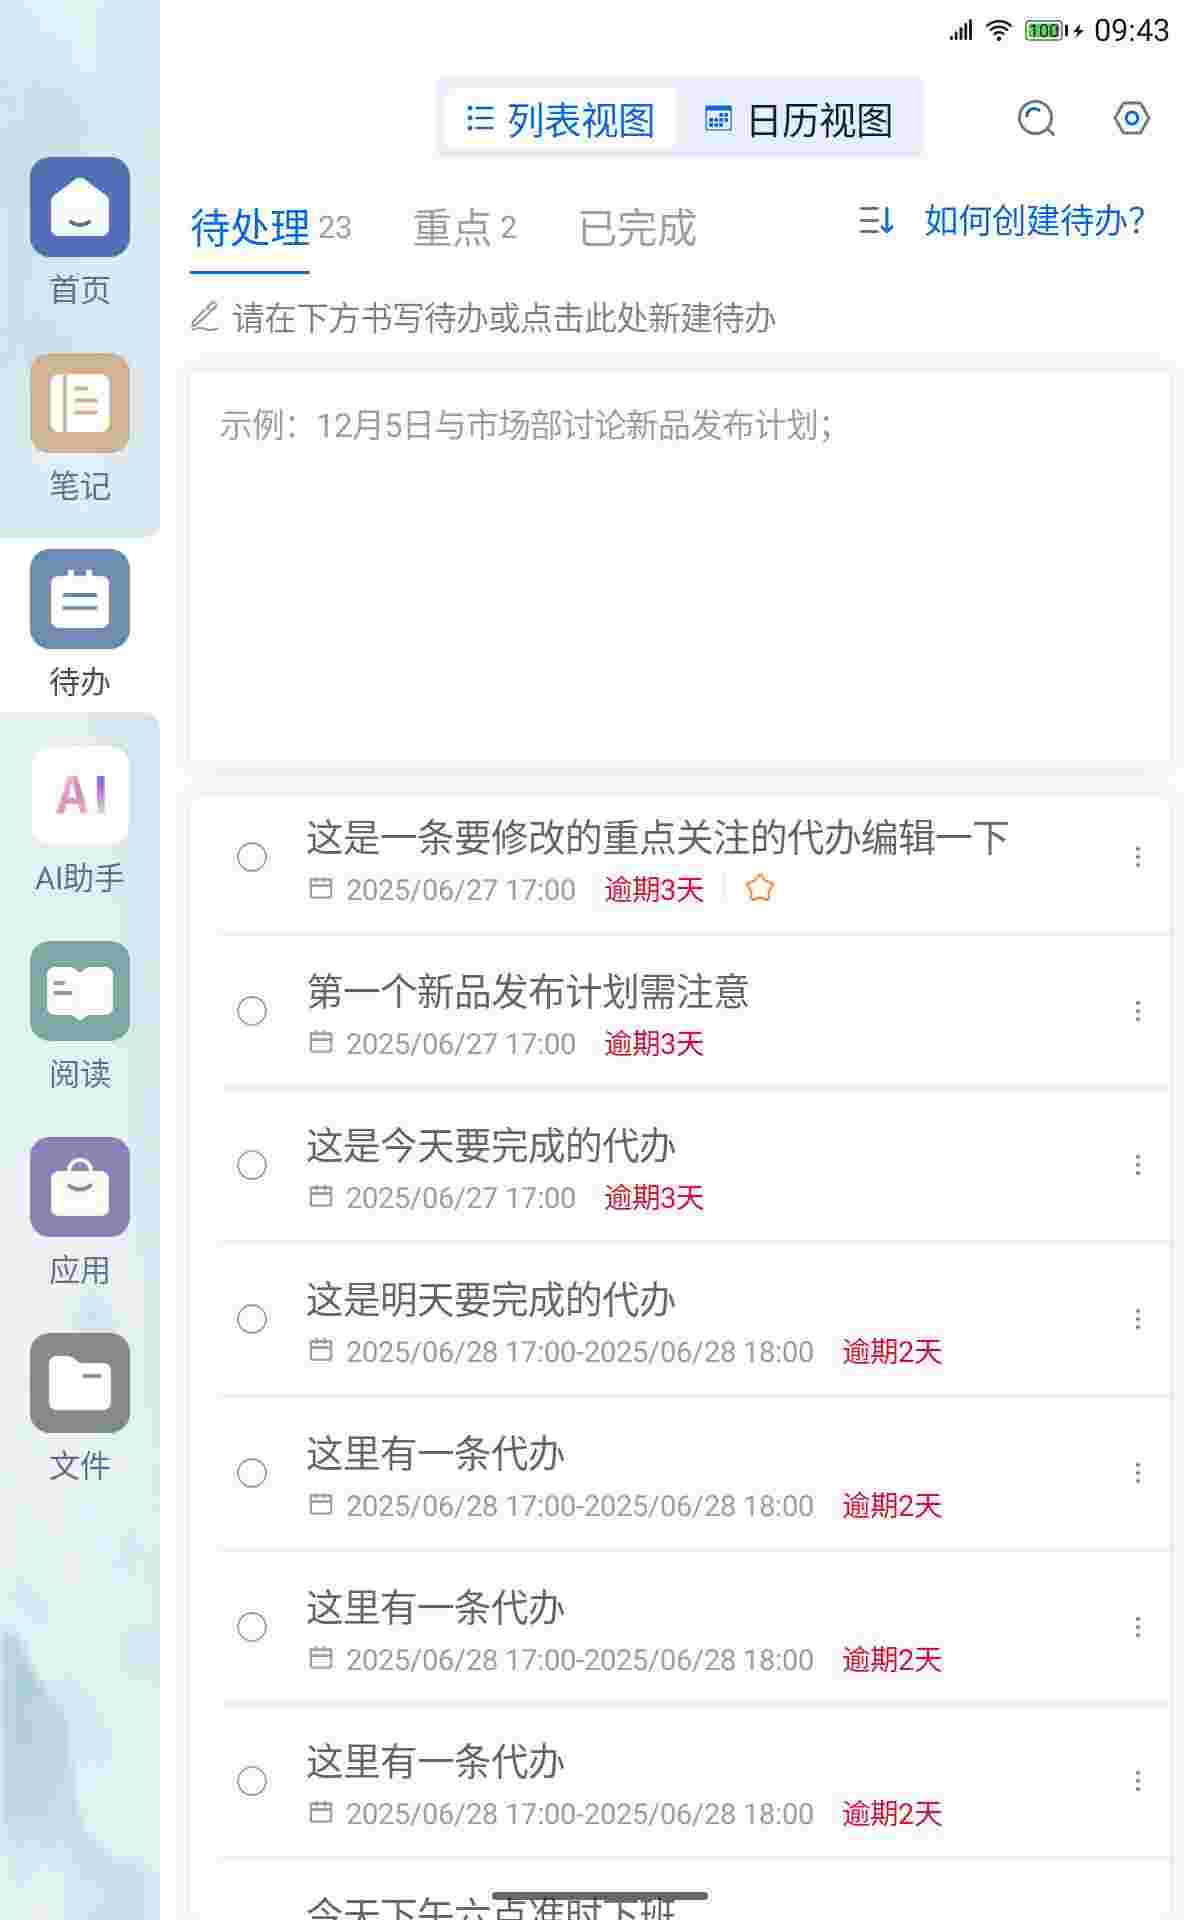 100 09:43
列表视图 日历视图
待处理 23 重点 2 已完成 如何创建待办?
请在下方书写待办或点击此处新建待办
示例：12月5日与市场部讨论新品发布计划；
这是一条要修改的重点关注的代办编辑一下
2025/06/27 17:00 逾期3天
第一个新品发布计划需注意
2025/06/27 17:00 逾期3天
这是今天要完成的代办
2025/06/27 17:00 逾期3天
这是明天要完成的代办
2025/06/28 17:00-2025/06/28 18:00 逾期2天
这里有一条代办
2025/06/28 17:00-2025/06/28 18:00 逾期2天
这里有一条代办
2025/06/28 17:00-2025/06/28 18:00 逾期2天
这里有一条代办
2025/06/28 17:00-2025/06/28 18:00 逾期2天
今天下午六点准时下班
首页
笔记
待办
AI
AI助手
阅读
应用
文件